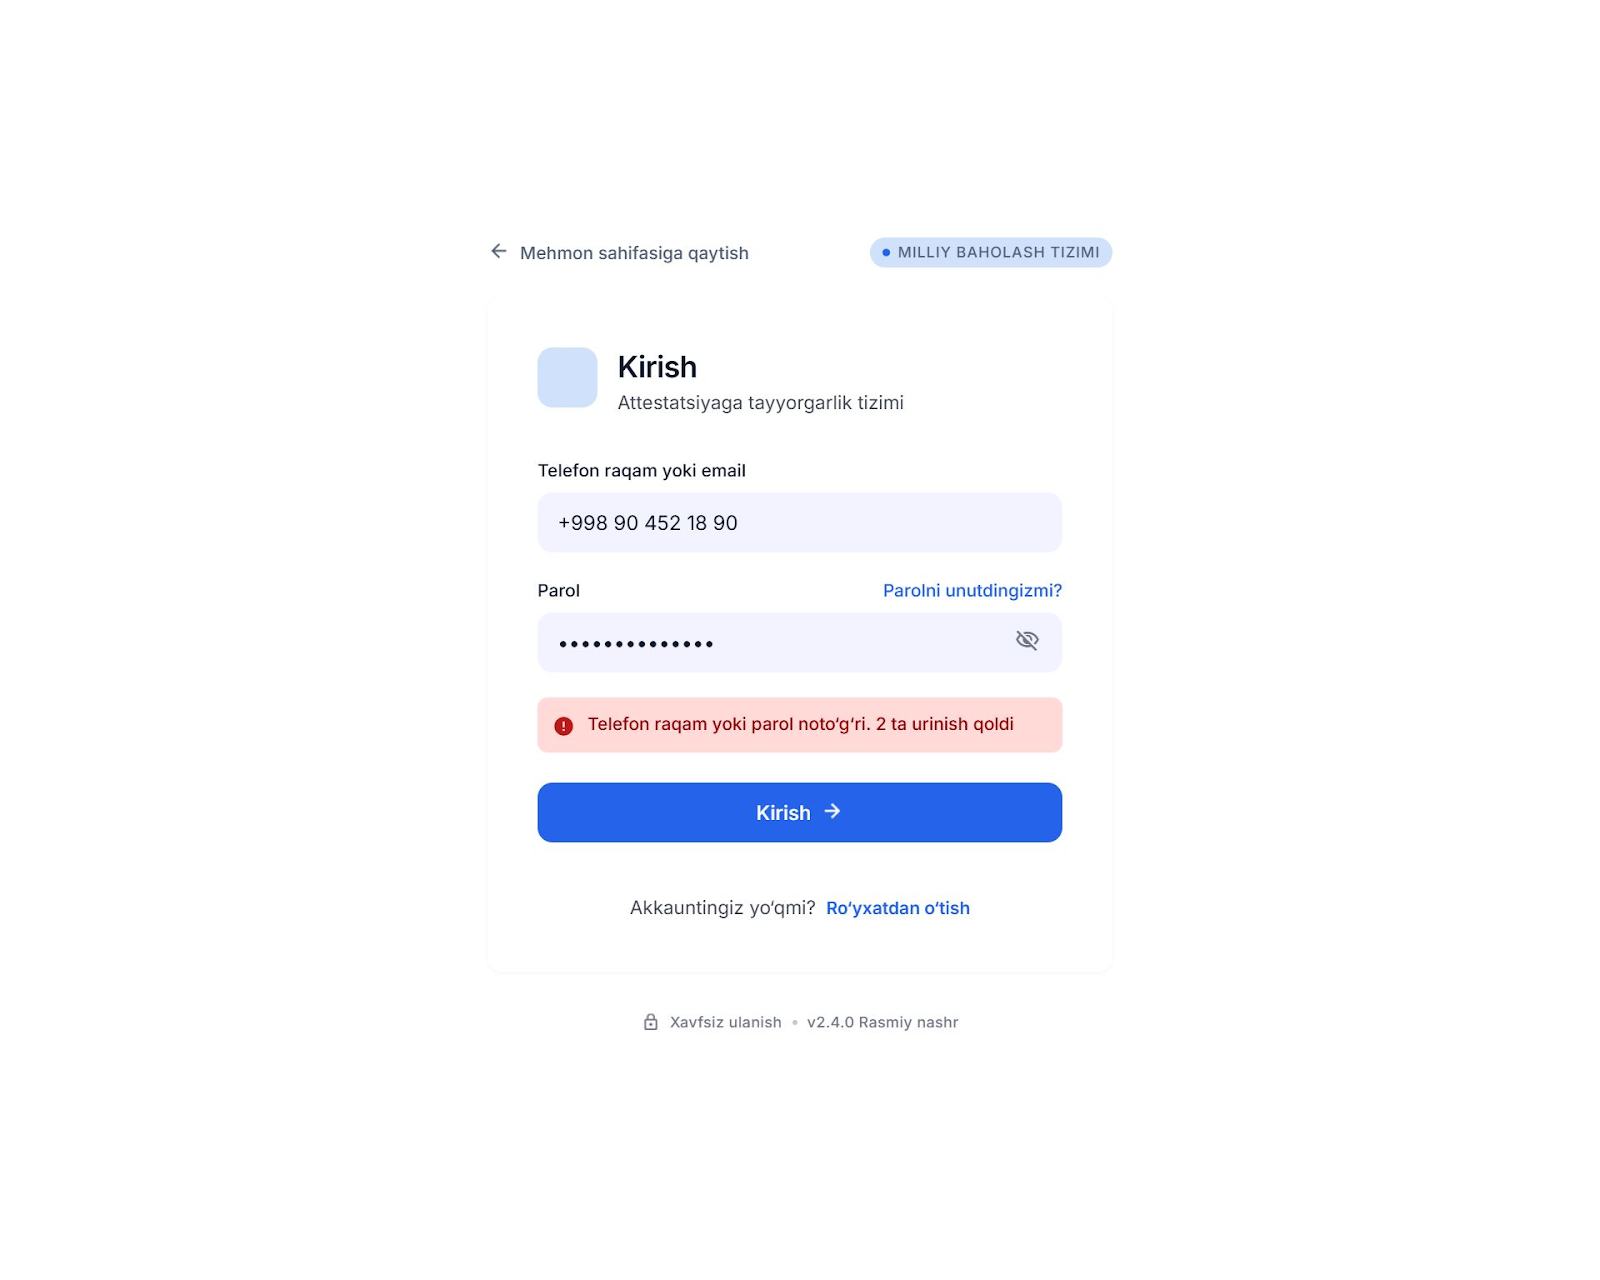 Mehmon sahifasiga qaytish
MILLIY BAHOLASH TIZIMI
Kirish
Attestatsiyaga tayyorgarlik tizimi
Telefon raqam yoki email
+998 90 452 18 90
Parol
Parolni unutdingizmi?
••••••••••••••
Telefon raqam yoki parol noto‘g‘ri. 2 ta urinish qoldi
Kirish →
Akkauntingiz yo‘qmi? Ro‘yxatdan o‘tish
Xavfsiz ulanish • v2.4.0 Rasmiy nashr